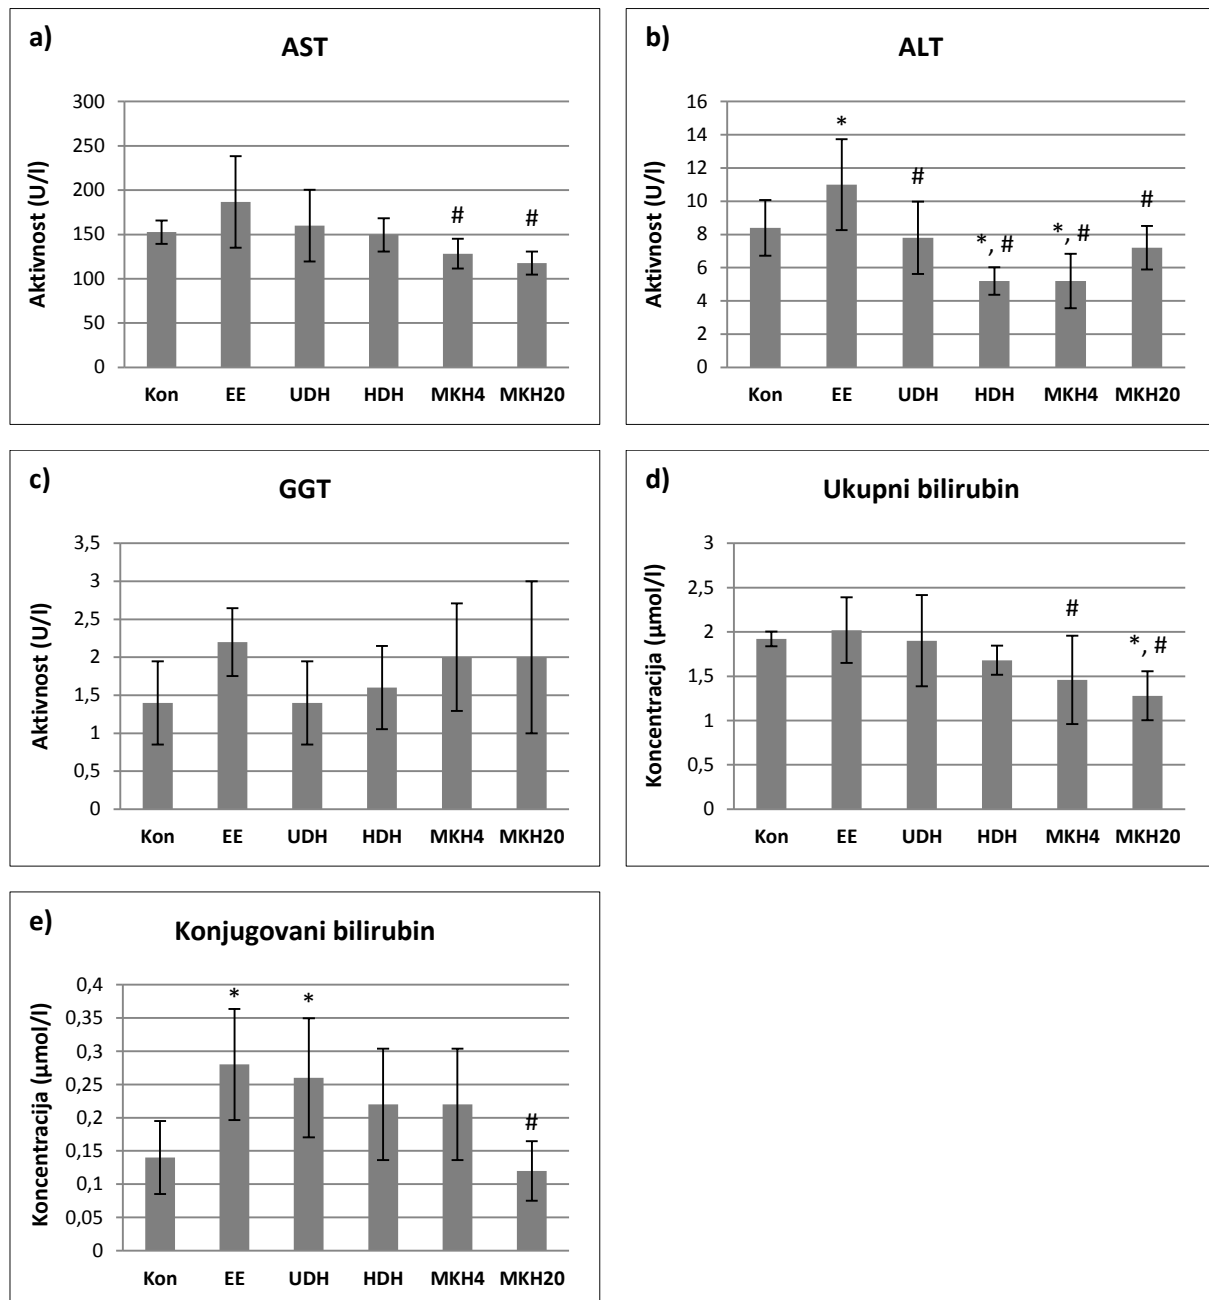 a)
AST
Aktivnost (U/l)
300
250
200
150
100
50
0
#
#
Kon EE UDH HDH MKH4 MKH20
b)
ALT
Aktivnost (U/l)
16
14
12
10
8
6
4
2
0
*
#
*, #
*, #
#
Kon EE UDH HDH MKH4 MKH20
c)
GGT
Aktivnost (U/l)
3,5
3
2,5
2
1,5
1
0,5
0
Kon EE UDH HDH MKH4 MKH20
d)
Ukupni bilirubin
Koncentracija (µmol/l)
3
2,5
2
1,5
1
0,5
0
#
*, #
Kon EE UDH HDH MKH4 MKH20
e)
Konjugovani bilirubin
Koncentracija (µmol/l)
0,4
0,35
0,3
0,25
0,2
0,15
0,1
0,05
0
*
*
#
Kon EE UDH HDH MKH4 MKH20